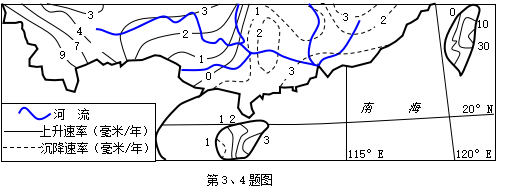 3 2 2 3 0
4 2 3 2 10
7 30
9 1
0 3
河 流
上升速率（毫米/年）
沉降速率（毫米/年）
1 2
1 3
南 海
20° N
115° E
120° E
第3、4题图